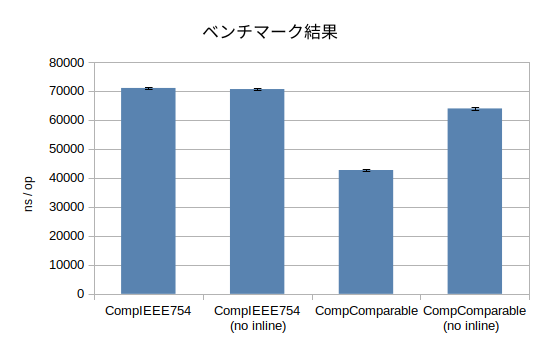 ベンチマーク結果
80000
70000
60000
50000
40000
30000
20000
10000
0
ns / op
CompIEEE754
CompIEEE754
(no inline)
CompComparable
CompComparable
(no inline)